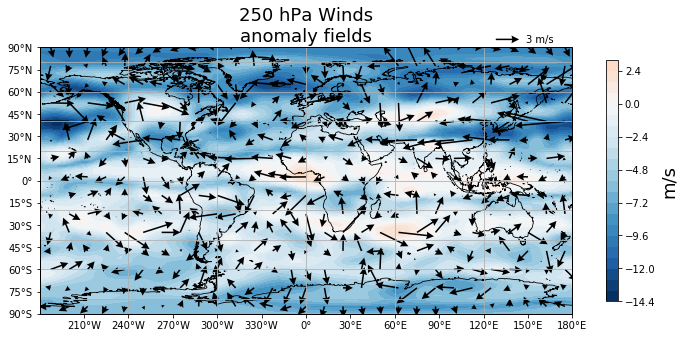 250 hPa Winds
anomaly fields
3 m/s
90°N
75°N
60°N
45°N
30°N
15°N
0°
15°S
30°S
45°S
60°S
75°S
90°S
210°W 240°W 270°W 300°W 330°W 0° 30°E 60°E 90°E 120°E 150°E 180°E
2.4
0.0
−2.4
−4.8
−7.2
−9.6
−12.0
−14.4
m/s